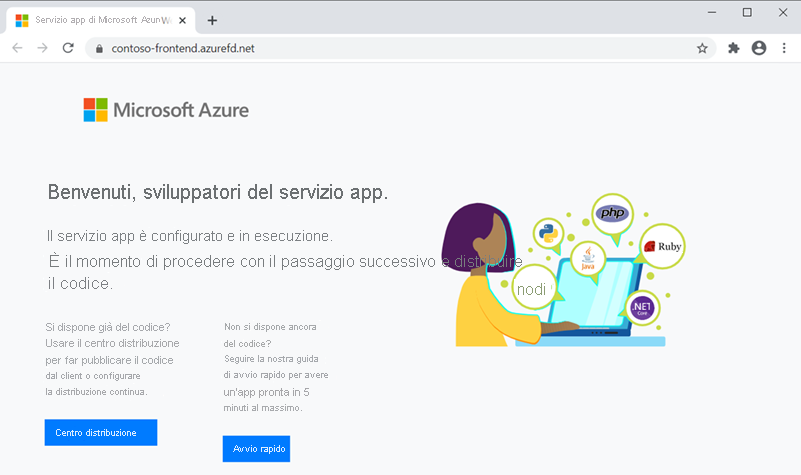 Servizio app di Microsoft Azure
contoso-frontend.azurefd.net
Microsoft Azure
Benvenuti, sviluppatori del servizio app.
Il servizio app è configurato e in esecuzione.
È il momento di procedere con il passaggio successivo e distribuire
il codice.
php
Ruby
Java
nodi
.NET
Core
Si dispone già del codice?
Usare il centro distribuzione
per far pubblicare il codice
dal client o configurare
la distribuzione continua.
Centro distribuzione
Non si dispone ancora
del codice?
Seguire la nostra guida
di avvio rapido per avere
un'app pronta in 5
minuti al massimo.
Avvio rapido